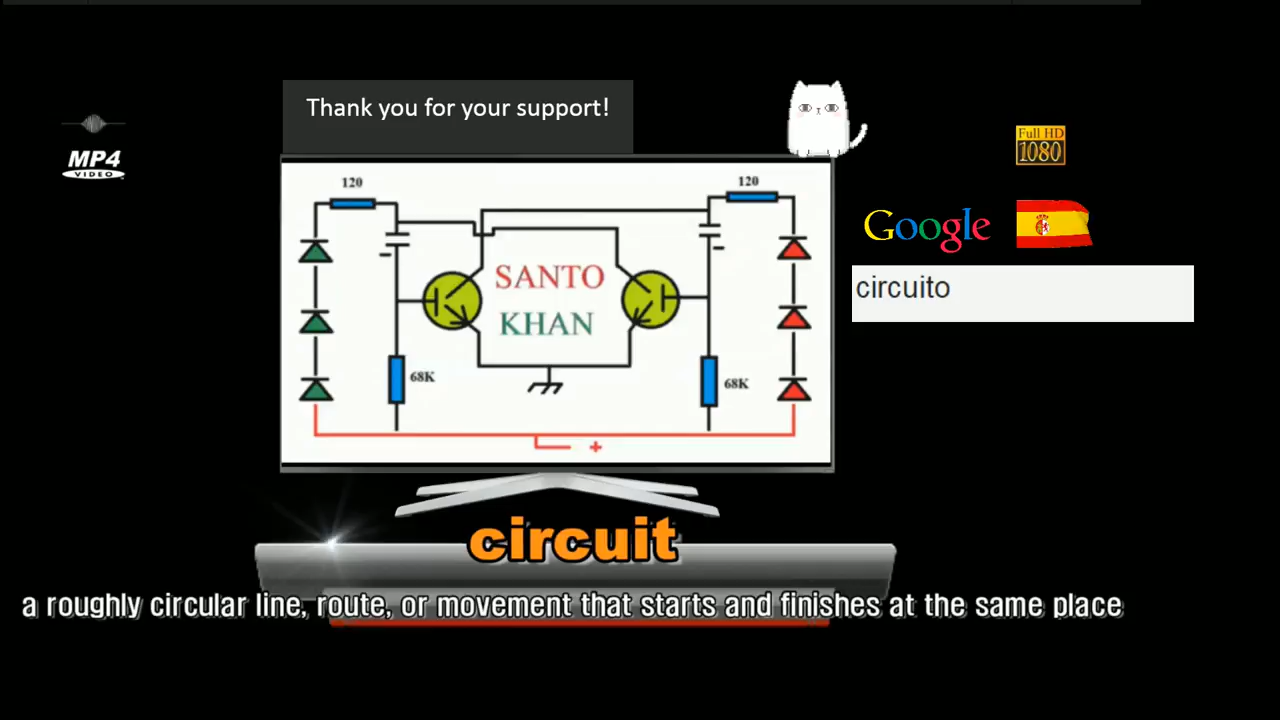 Thank you for your support!
MP4
VIDEO
Full HD
1080
Google
circuito
120
120
SANTO
KHAN
68K
68K
+
circuit
a roughly circular line, route, or movement that starts and finishes at the same place